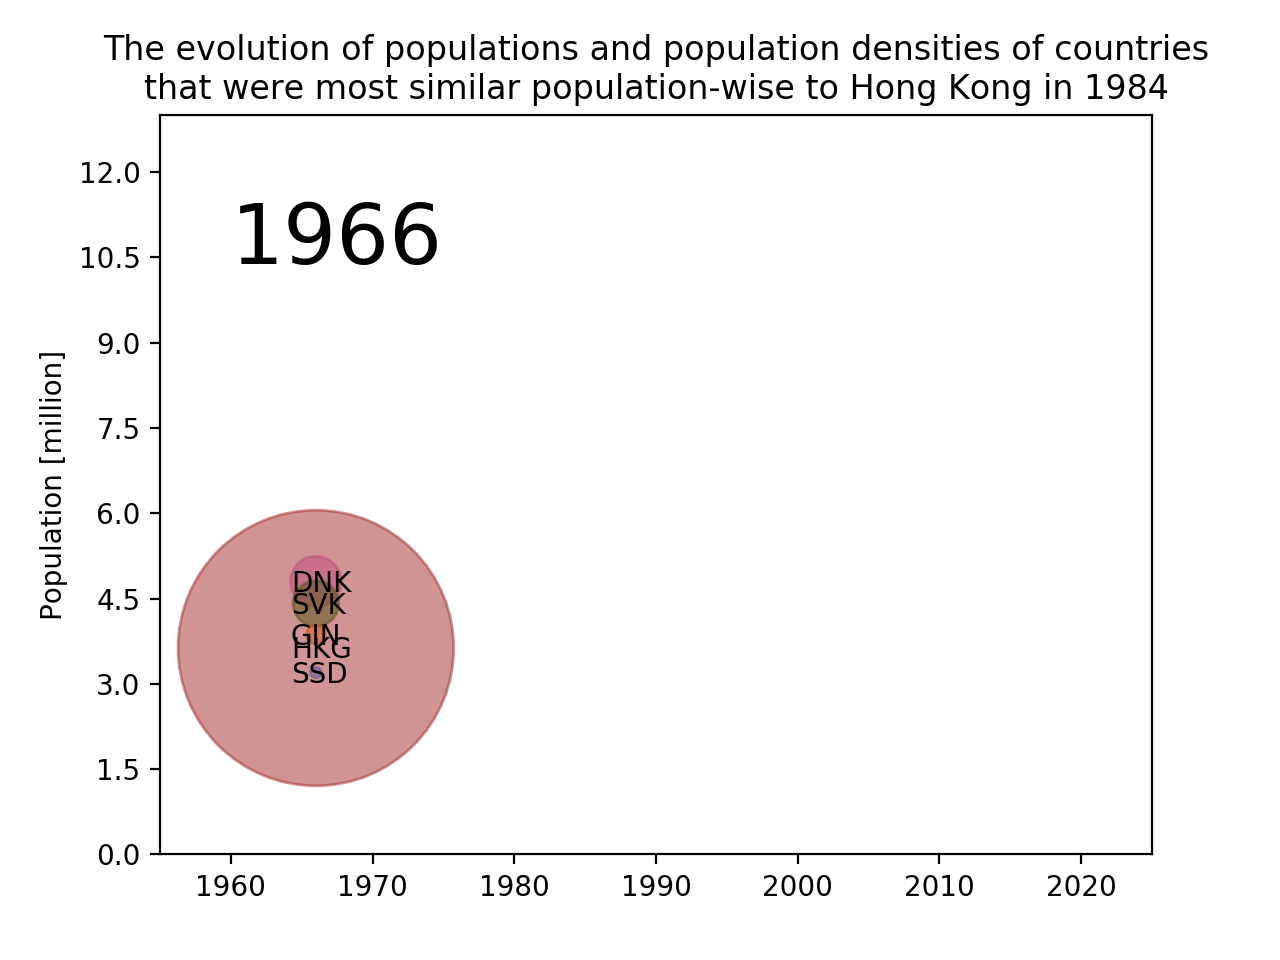 The evolution of populations and population densities of countries
that were most similar population-wise to Hong Kong in 1984
12.0
10.5
9.0
7.5
6.0
4.5
3.0
1.5
0.0
Population [million]
1966
DNK
SVK
GIN
HKG
SSD
1960 1970 1980 1990 2000 2010 2020